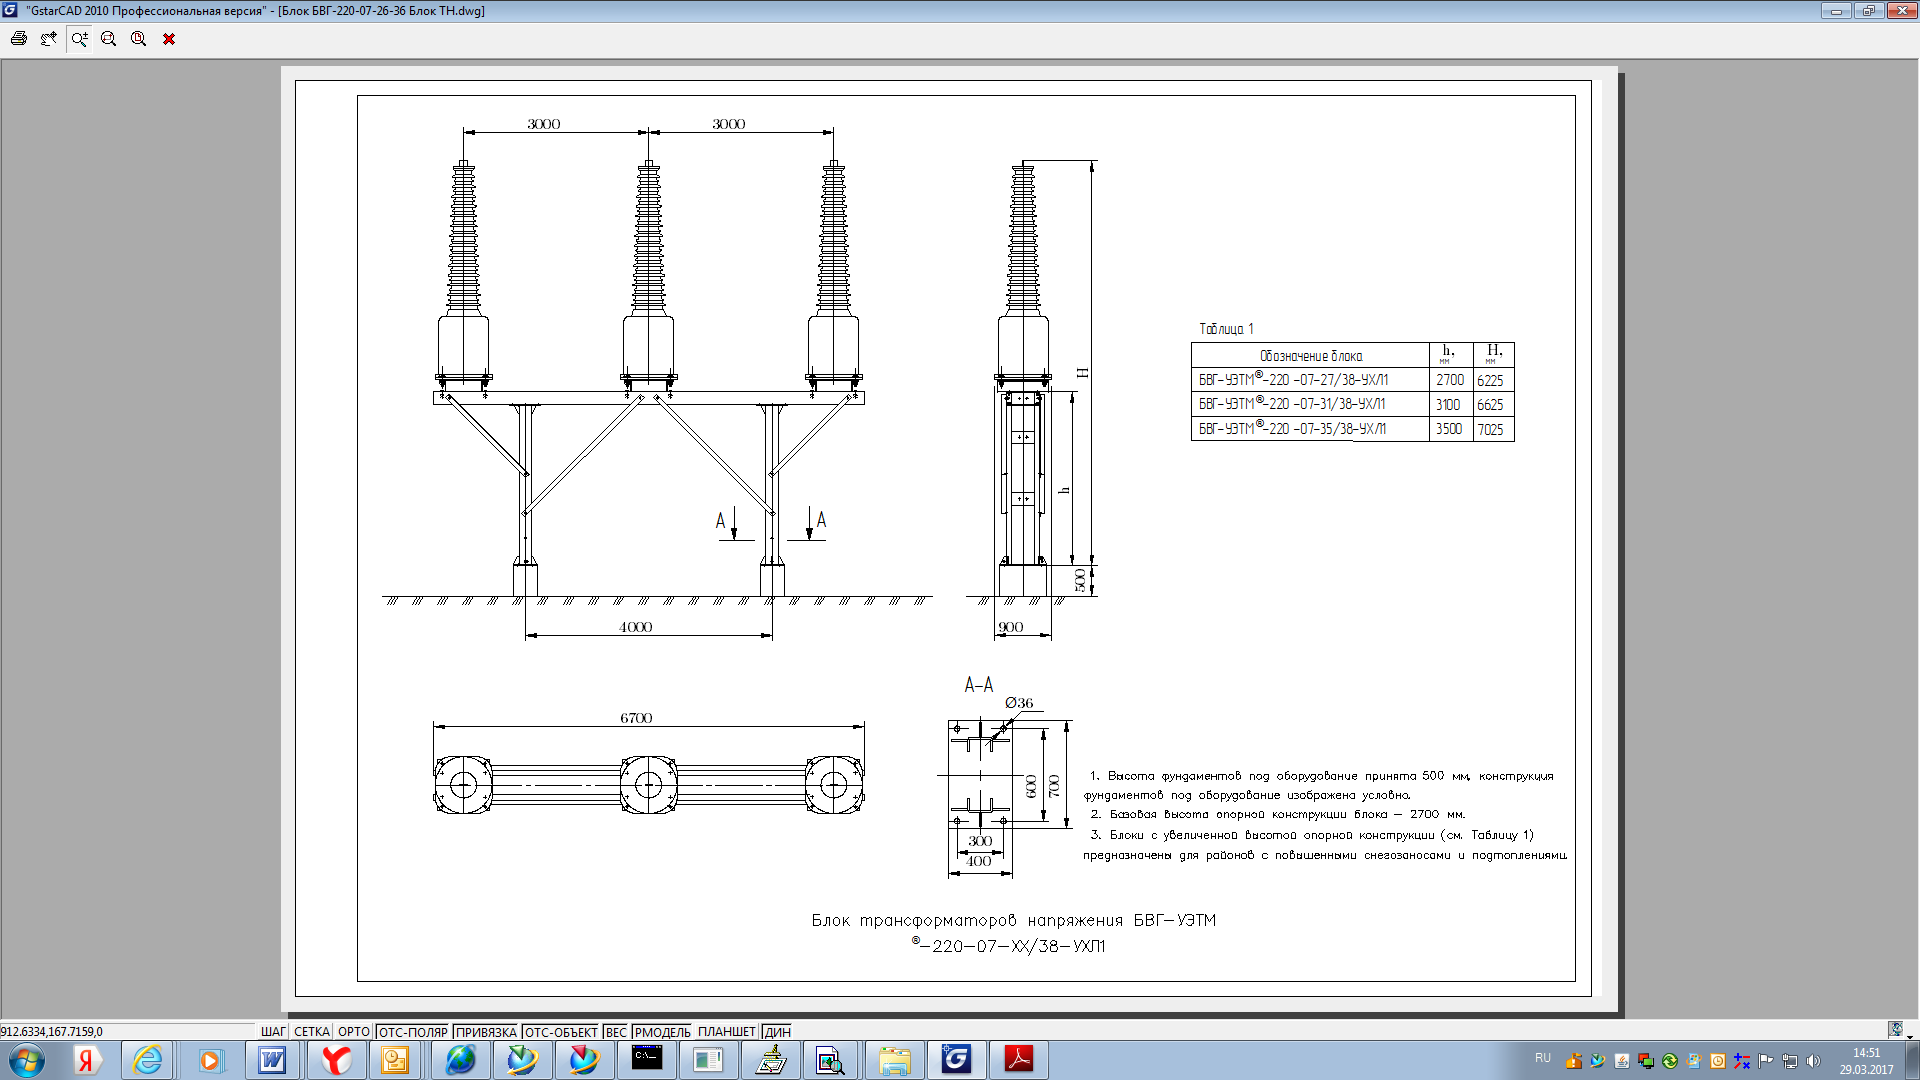 "GstarCAD 2010 Профессиональная версия" - [Блок БВГ-220-07-26-36 Блок ТН.dwg]
3000
3000
H
h
500
900
4000
А
А
Таблица 1
Обозначение блока
h, мм
H, мм
БВГ-УЭТМ®-220 -07-27/38-УХЛ1 2700 6225
БВГ-УЭТМ®-220 -07-31/38-УХЛ1 3100 6625
БВГ-УЭТМ®-220 -07-35/38-УХЛ1 3500 7025
6700
А-А
Ø36
600
700
300
400
1. Высота фундаментов под оборудование принята 500 мм, конструкция
фундаментов под оборудование изображена условно.
2. Базовая высота опорной конструкции блока – 2700 мм.
3. Блоки с увеличенной высотой опорной конструкции (см. Таблицу 1)
предназначены для районов с повышенными снегозаносами и подтоплениями.
Блок трансформаторов напряжения БВГ-УЭТМ
®-220-07-ХХ/38-УХЛ1
912.6334,167.7159,0
ШАГ СЕТКА ОРТО ОТС-ПОЛЯР ПРИВЯЗКА ОТС-ОБЪЕКТ ВЕС РМОДЕЛЬ ПЛАНШЕТ ДИН
RU
14:51
29.03.2017